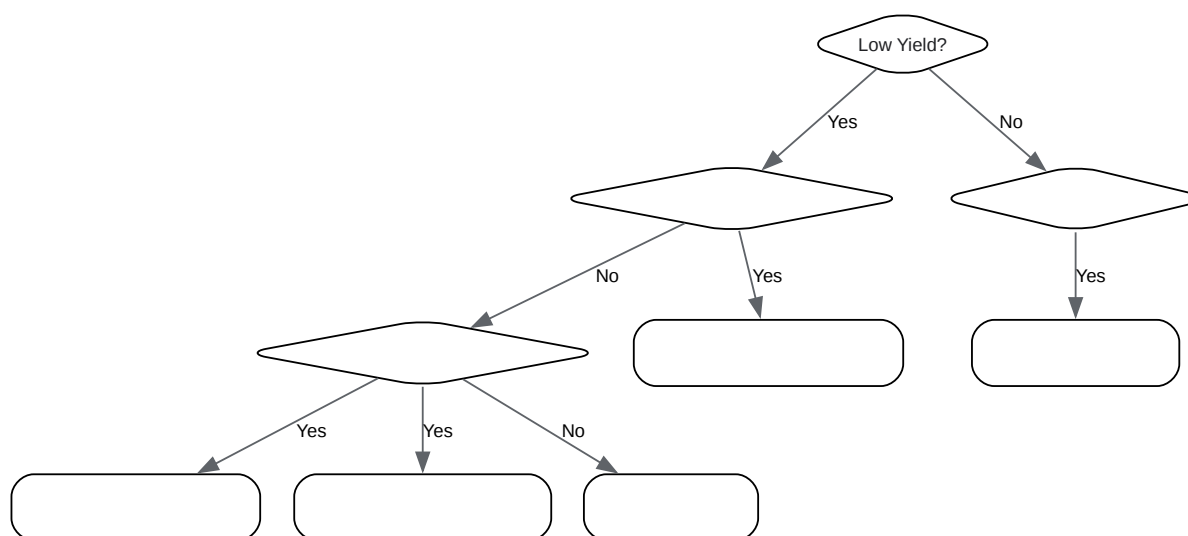 Low Yield?
Yes
No
No
Yes
Yes
Yes
Yes
No